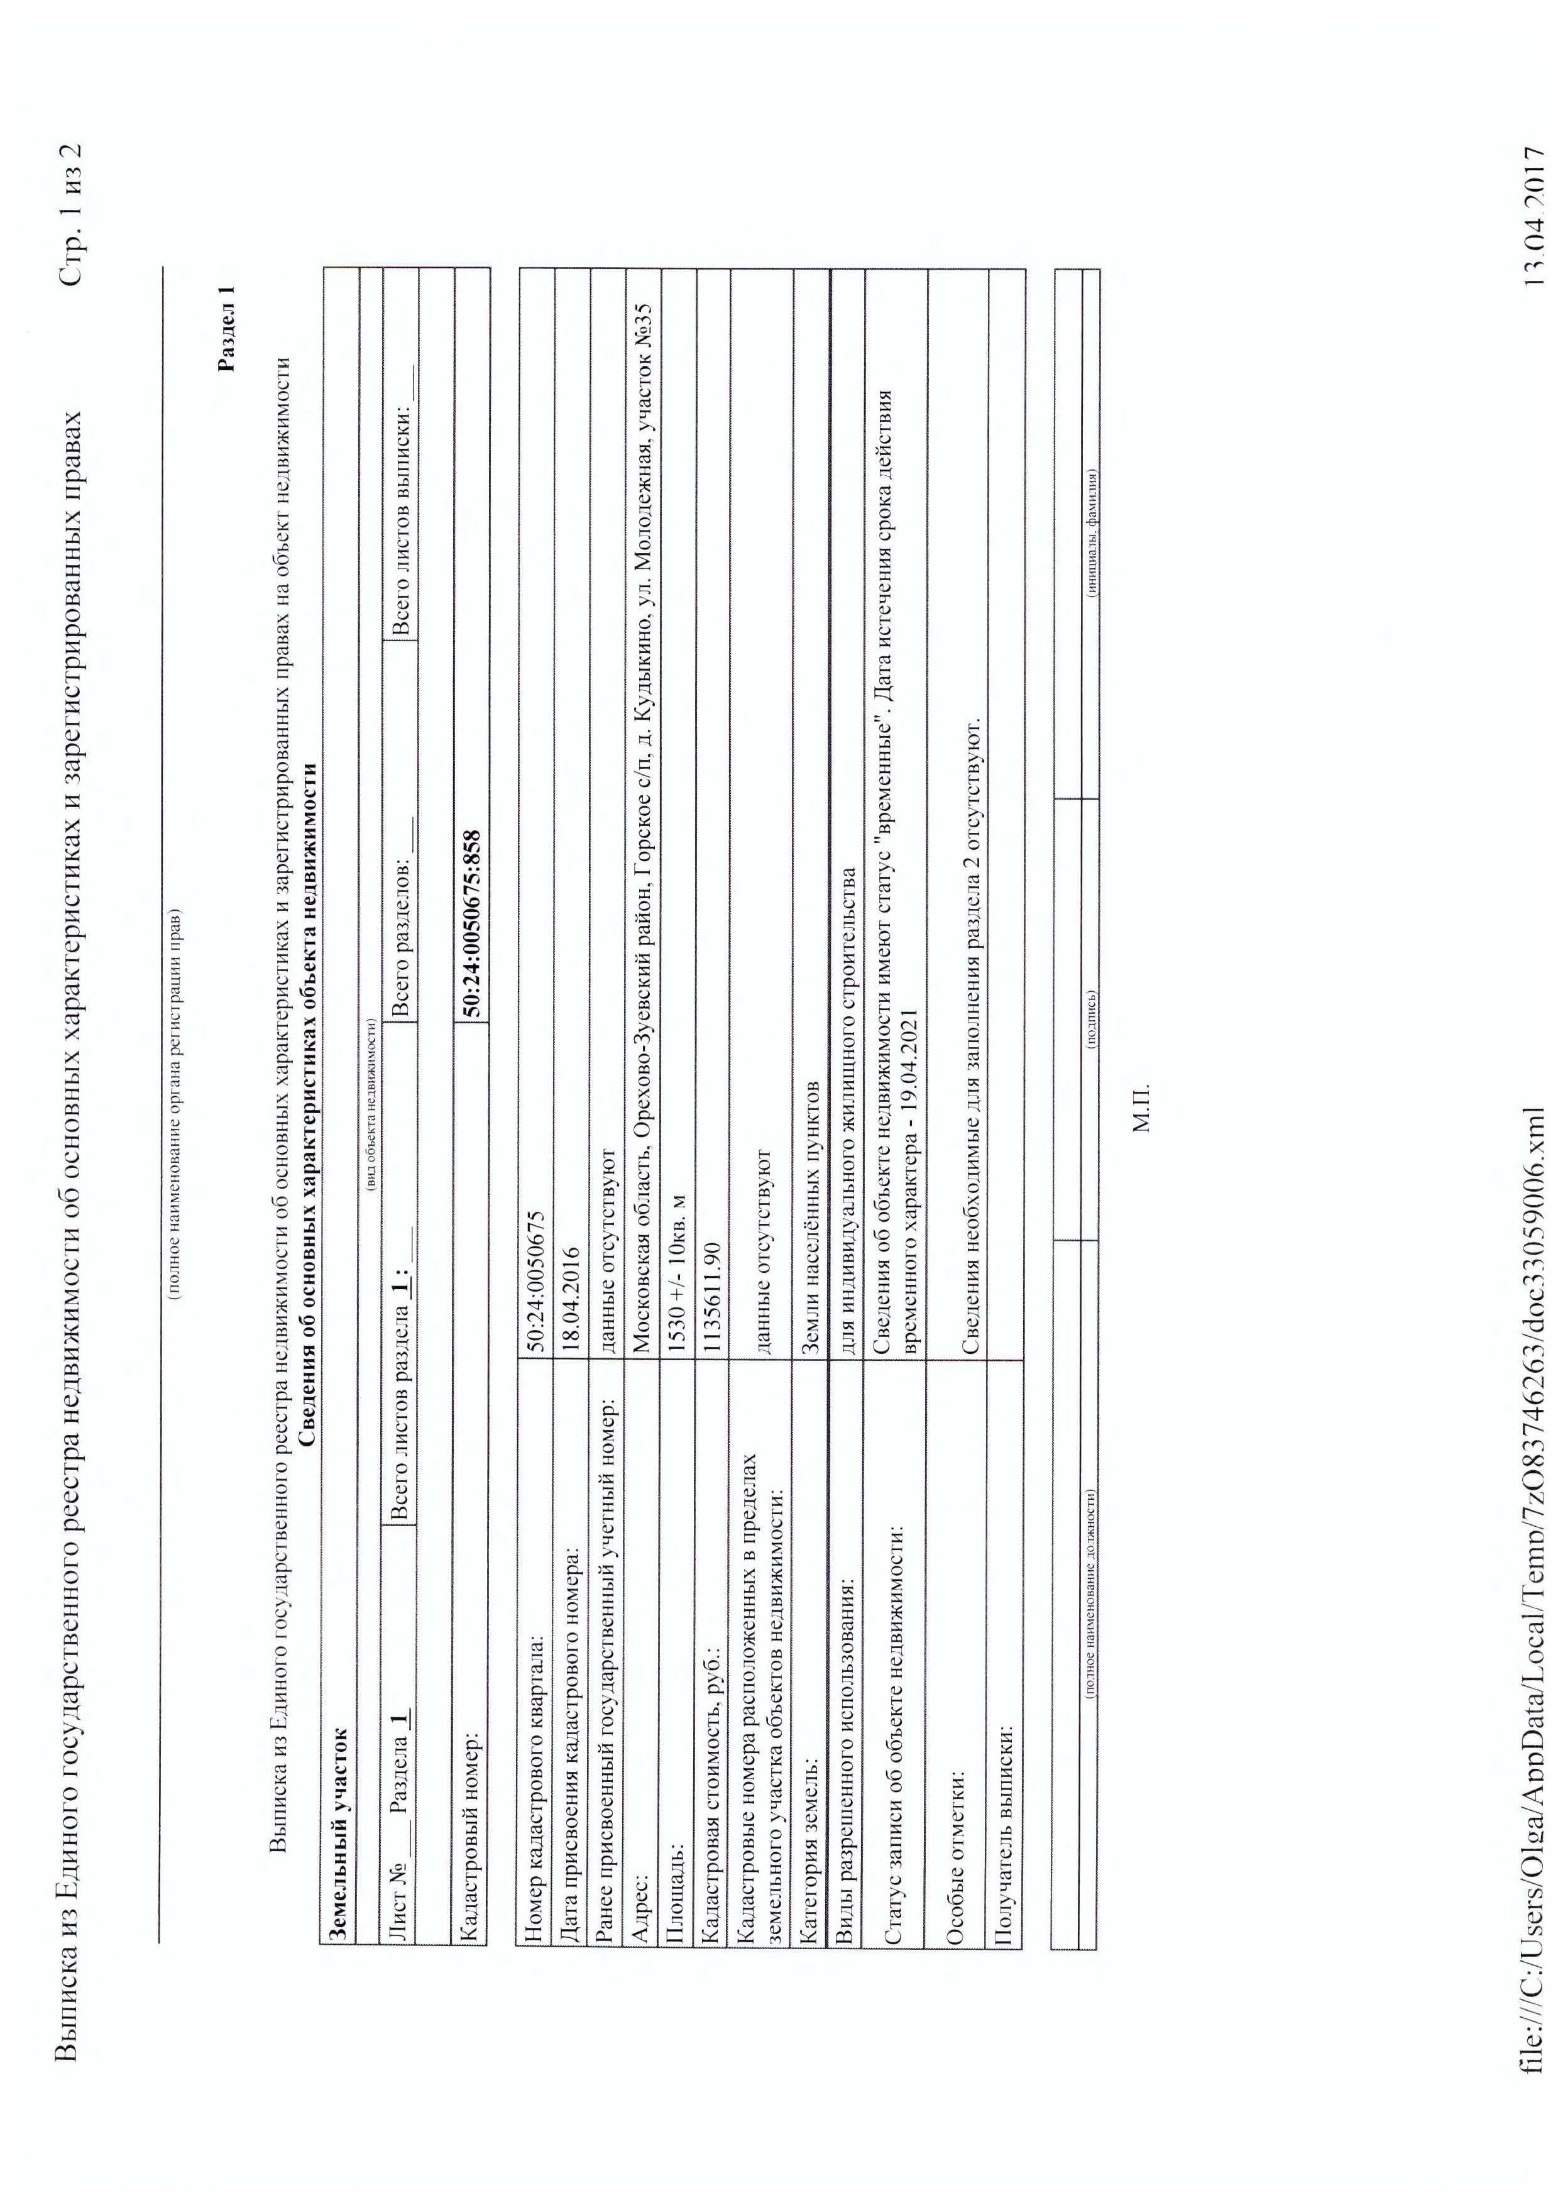 Выписка из Единого государственного реестра недвижимости об основных характеристиках и зарегистрированных правах Стр. 1 из 2
(полное наименование органа регистрации прав)
Раздел 1
Выписка из Единого государственного реестра недвижимости об основных характеристиках и зарегистрированных правах на объект недвижимости
Сведения об основных характеристиках объекта недвижимости
Земельный участок
(вид объекта недвижимости)
Лист № ___ Раздела 1 Всего листов раздела 1 : ___ Всего разделов: ___ Всего листов выписки: ___
Кадастровый номер: 50:24:0050675:858
Номер кадастрового квартала: 50:24:0050675
Дата присвоения кадастрового номера: 18.04.2016
Ранее присвоенный государственный учетный номер: данные отсутствуют
Адрес: Московская область, Орехово-Зуевский район, Горское с/п, д. Кудыкино, ул. Молодежная, участок №35
Площадь: 1530 +/- 10кв. м
Кадастровая стоимость, руб.: 1135611.90
Кадастровые номера расположенных в пределах
земельного участка объектов недвижимости: данные отсутствуют
Категория земель: Земли населённых пунктов
Виды разрешенного использования: для индивидуального жилищного строительства
Статус записи об объекте недвижимости: Сведения об объекте недвижимости имеют статус "временные". Дата истечения срока действия
временного характера - 19.04.2021
Особые отметки: Сведения необходимые для заполнения раздела 2 отсутствуют.
Получатель выписки:
(полное наименование должности) (подпись) (инициалы, фамилия)
М.П.
file:///C:/Users/Olga/AppData/Local/Temp/7zO83746263/doc33059006.xml 13.04.2017